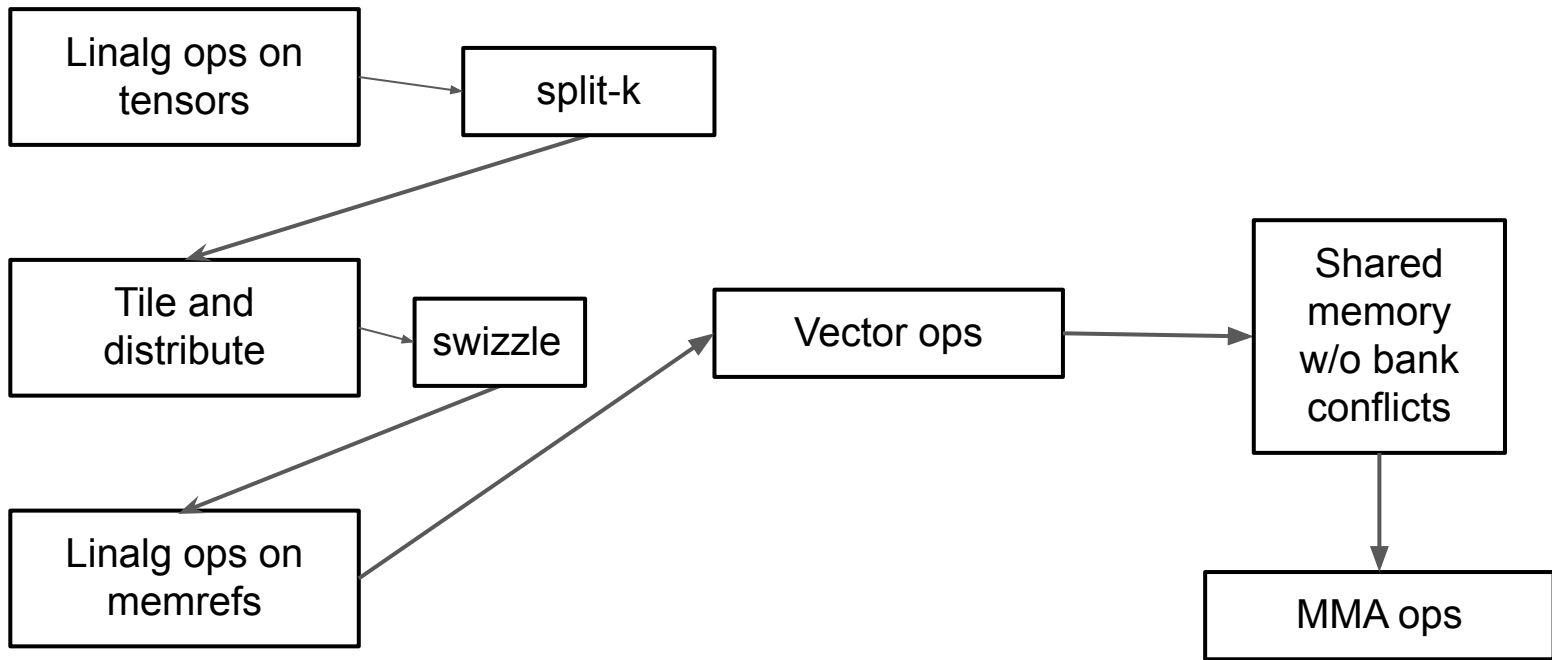 Linalg ops on
tensors
split-k
Tile and
distribute
swizzle
Linalg ops on
memrefs
Vector ops
Shared
memory
w/o bank
conflicts
MMA ops